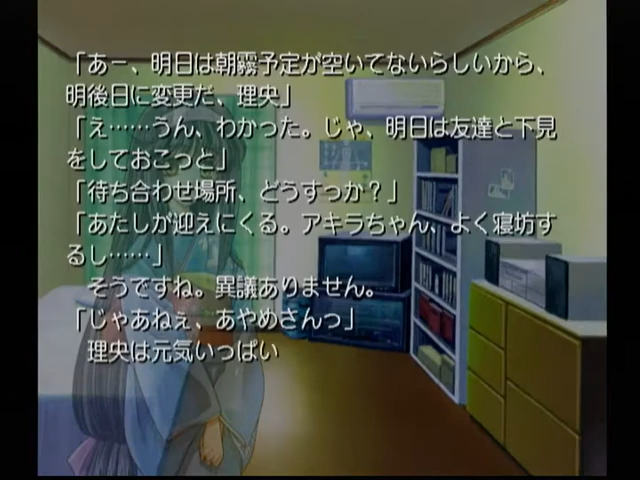 「あー、明日は朝霧予定が空いてないらしいから、
明後日に変更だ、理央」
「え……うん、わかった。じゃ、明日は友達と下見
をしておこっと」
「待ち合わせ場所、どうすっか？」
「あたしが迎えにくる。アキラちゃん、よく寝坊す
るし……」
　そうですね。異議ありません。
「じゃあねぇ、あやめさんっ」
　理央は元気いっぱい